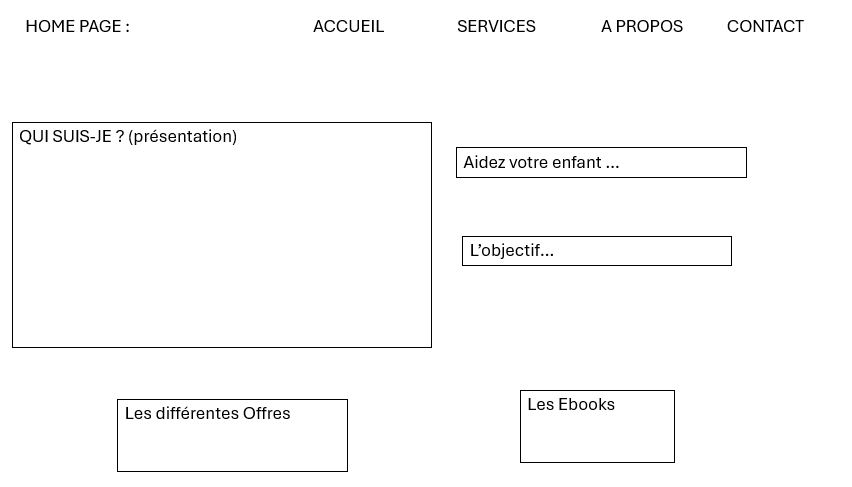 HOME PAGE : ACCUEIL SERVICES A PROPOS CONTACT
QUI SUIS-JE ? (présentation)
Aidez votre enfant ...
L’objectif...
Les différentes Offres
Les Ebooks